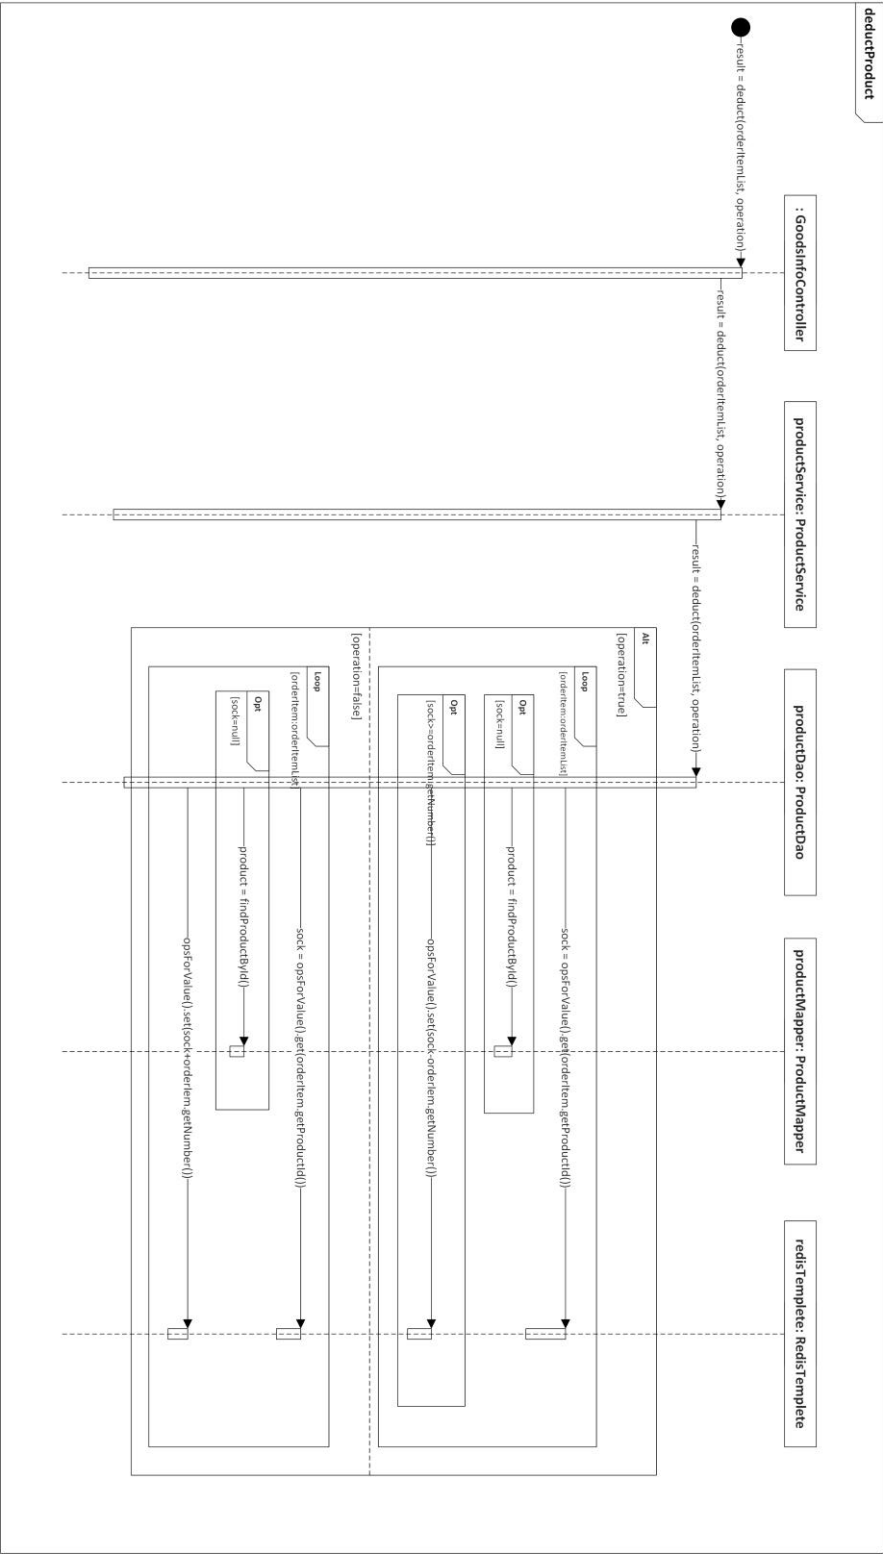 deductProduct
: GoodsInfoController
productService: ProductService
productDao: ProductDao
productMapper: ProductMapper
redisTemplete: RedisTemplete
result = deduct(orderItemList, operation)
result = deduct(orderItemList, operation)
result = deduct(orderItemList, operation)
Alt
[operation=true]
Loop
[orderItem:orderItemList]
sock = opsForValue().get(orderItem.getProductId())
Opt
[sock=null]
product = findProductById()
Opt
[sock>=orderItem.getNumber()]
opsForValue().set(sock-orderIem.getNumber())
[operation=false]
Loop
[orderItem:orderItemList]
sock = opsForValue().get(orderItem.getProductId())
Opt
[sock=null]
product = findProductById()
opsForValue().set(sock+orderIem.getNumber())